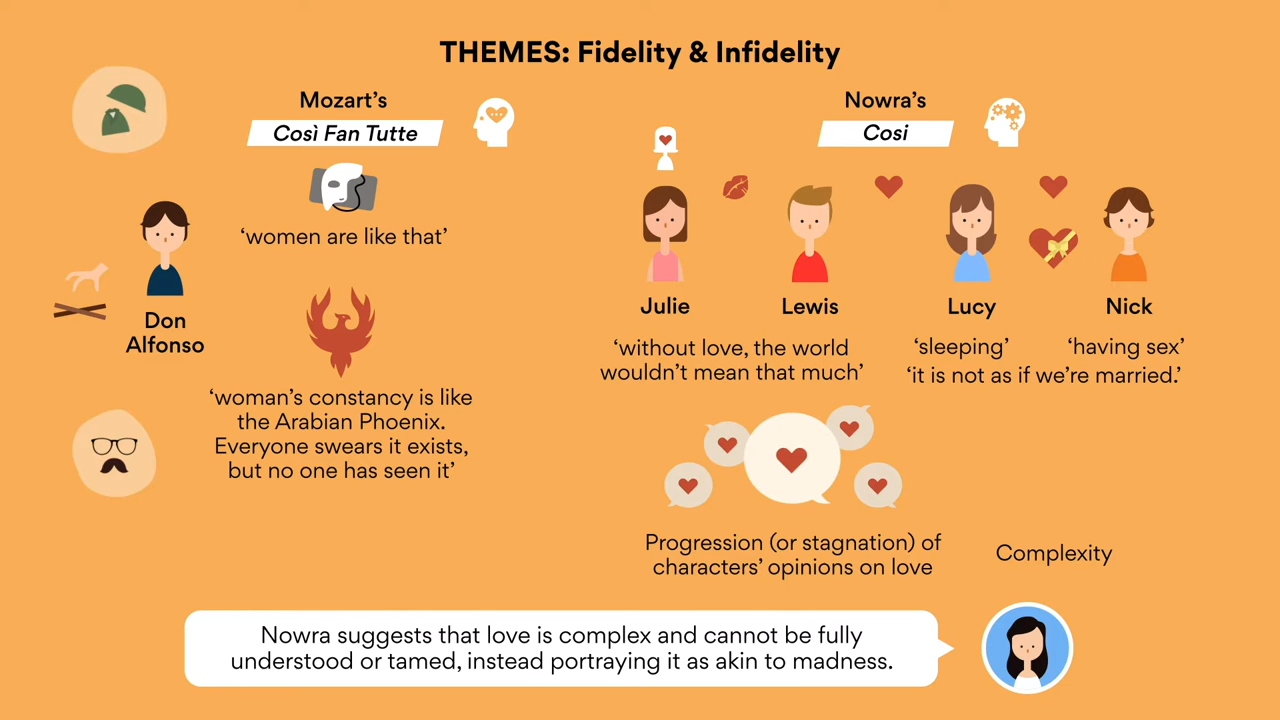 THEMES: Fidelity & Infidelity
Mozart’s
Così Fan Tutte
‘women are like that’
Don
Alfonso
‘woman’s constancy is like
the Arabian Phoenix.
Everyone swears it exists,
but no one has seen it’
Nowra’s
Cosi
Julie
Lewis
Lucy
Nick
‘without love, the world
wouldn’t mean that much’
‘sleeping’
‘having sex’
‘it is not as if we’re married.’
Progression (or stagnation) of
characters’ opinions on love
Complexity
Nowra suggests that love is complex and cannot be fully
understood or tamed, instead portraying it as akin to madness.